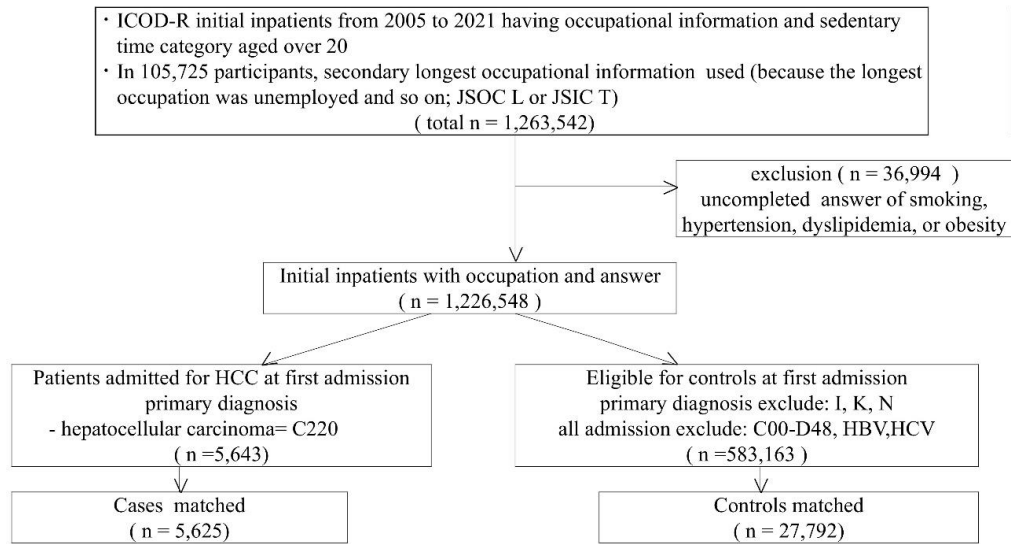 ・ICOD-R initial inpatients from 2005 to 2021 having occupational information and sedentary
time category aged over 20
・In 105,725 participants, secondary longest occupational information used (because the longest
occupation was unemployed and so on; JSOC L or JSIC T)
( total n = 1,263,542)
exclusion ( n = 36,994 )
uncompleted answer of smoking,
hypertension, dyslipidemia, or obesity
Initial inpatients with occupation and answer
( n = 1,226,548 )
Patients admitted for HCC at first admission
primary diagnosis
- hepatocellular carcinoma= C220
( n =5,643)
Eligible for controls at first admission
primary diagnosis exclude: I, K, N
all admission exclude: C00-D48, HBV,HCV
( n =583,163 )
Cases matched
( n = 5,625)
Controls matched
( n = 27,792)